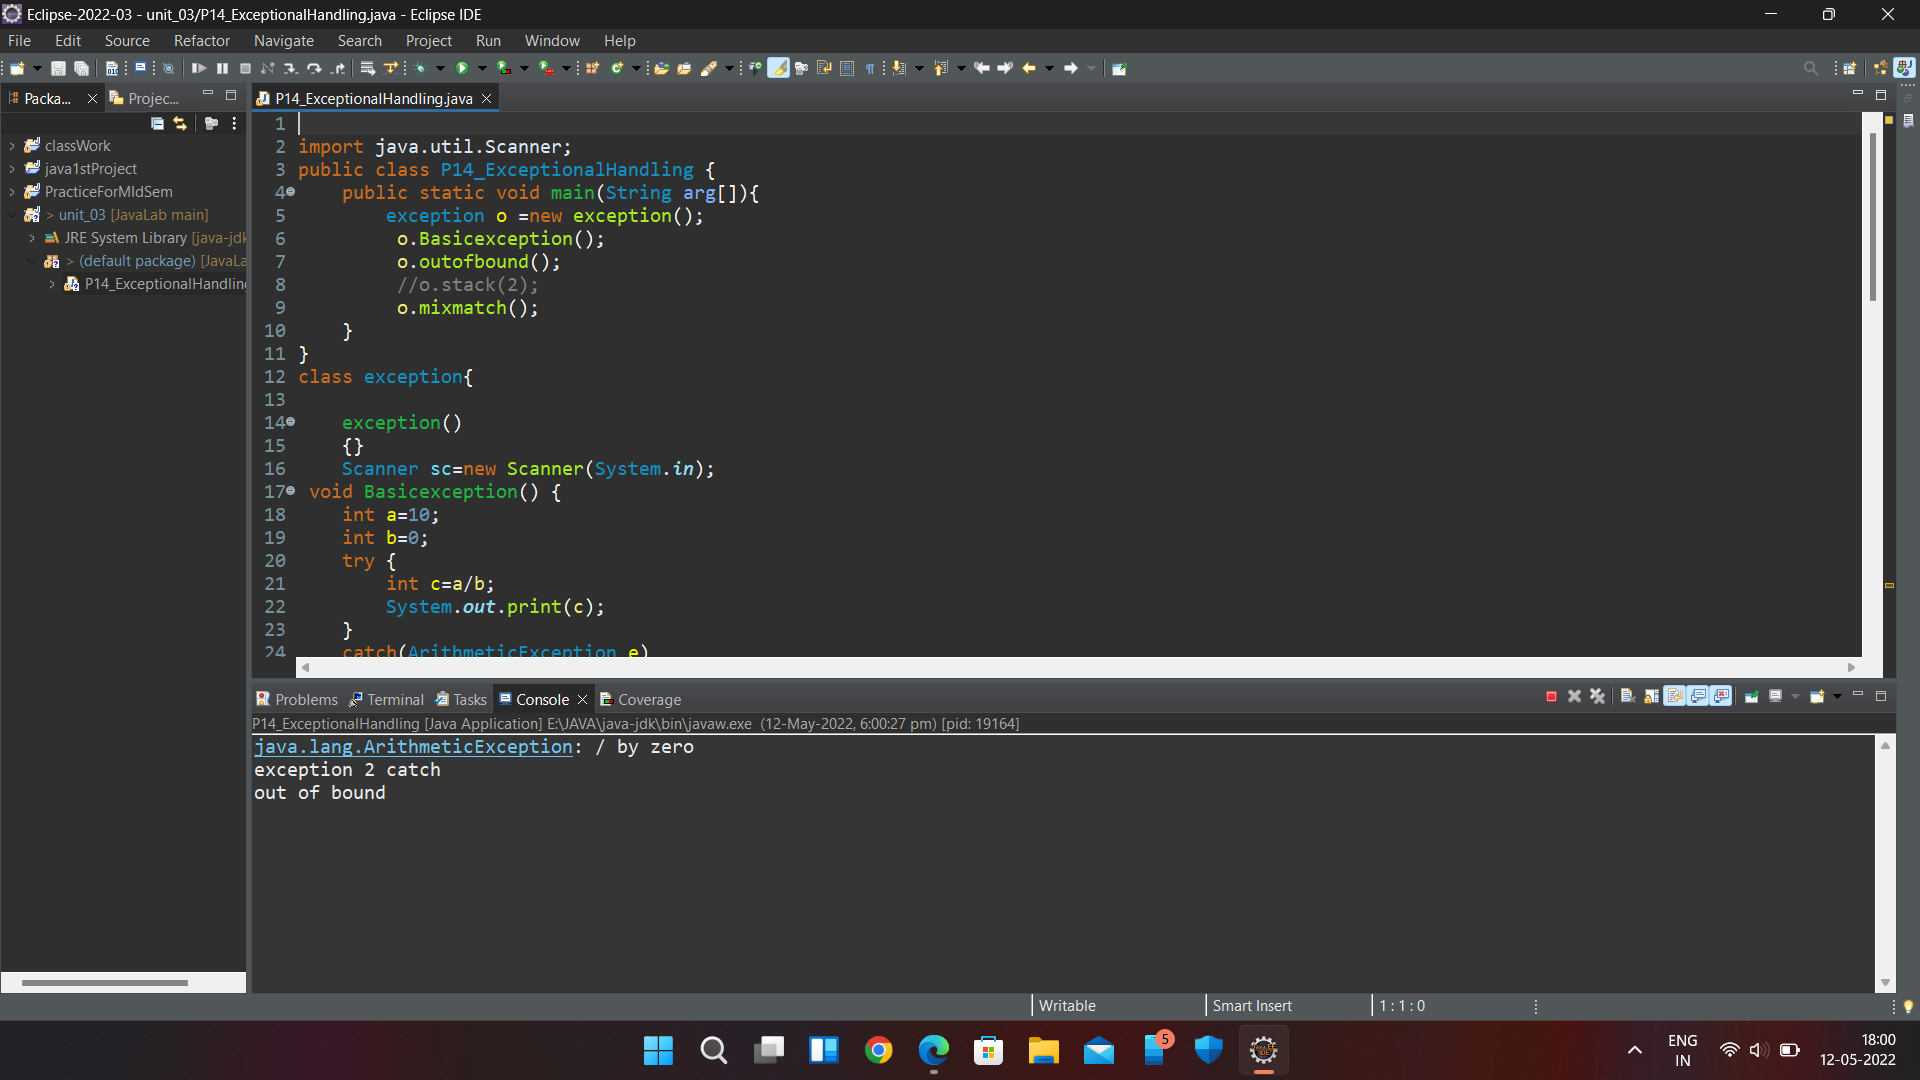 Eclipse-2022-03 - unit_03/P14_ExceptionalHandling.java - Eclipse IDE
File Edit Source Refactor Navigate Search Project Run Window Help
Packa... Projec... P14_ExceptionalHandling.java
classWork
java1stProject
PracticeForMIdSem
> unit_03 [JavaLab main]
JRE System Library [java-jdk
> (default package) [JavaLa
P14_ExceptionalHandling
1
2 import java.util.Scanner;
3 public class P14_ExceptionalHandling {
4 public static void main(String arg[]){
5 exception o =new exception();
6 o.Basicexception();
7 o.outofbound();
8 //o.stack(2);
9 o.mixmatch();
10 }
11 }
12 class exception{
13
14 exception()
15 {}
16 Scanner sc=new Scanner(System.in);
17 void Basicexception() {
18 int a=10;
19 int b=0;
20 try {
21 int c=a/b;
22 System.out.print(c);
23 }
24 catch(ArithmeticException e)
Problems Terminal Tasks Console Coverage
P14_ExceptionalHandling [Java Application] E:\JAVA\java-jdk\bin\javaw.exe (12-May-2022, 6:00:27 pm) [pid: 19164]
java.lang.ArithmeticException: / by zero
exception 2 catch
out of bound
Writable Smart Insert 1 : 1 : 0
5
ENG
IN
18:00
12-05-2022